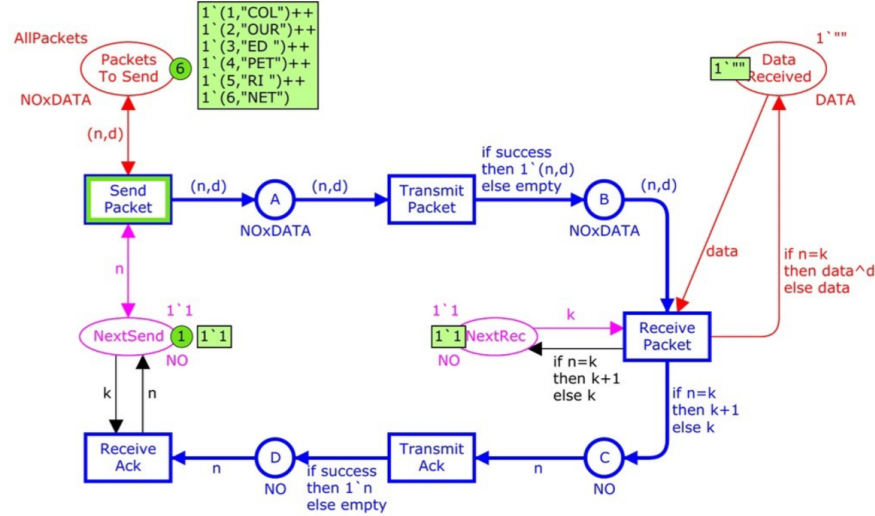 AllPackets
Packets
To Send
6
1`(1,"COL")++
1`(2,"OUR")++
1`(3,"ED ")++
1`(4,"PET")++
1`(5,"RI ")++
1`(6,"NET")
NOxDATA
1`""
1`""
Data
Received
DATA
(n,d)
Send
Packet
(n,d)
A
NOxDATA
(n,d)
Transmit
Packet
if success
then 1`(n,d)
else empty
B
NOxDATA
(n,d)
data
if n=k
then data^d
else data
n
1`1
NextSend
1
1`1
NO
1`1
1`1
NextRec
NO
k
Receive
Packet
if n=k
then k+1
else k
k
n
if n=k
then k+1
else k
Receive
Ack
n
D
NO
if success
then 1`n
else empty
Transmit
Ack
n
C
NO